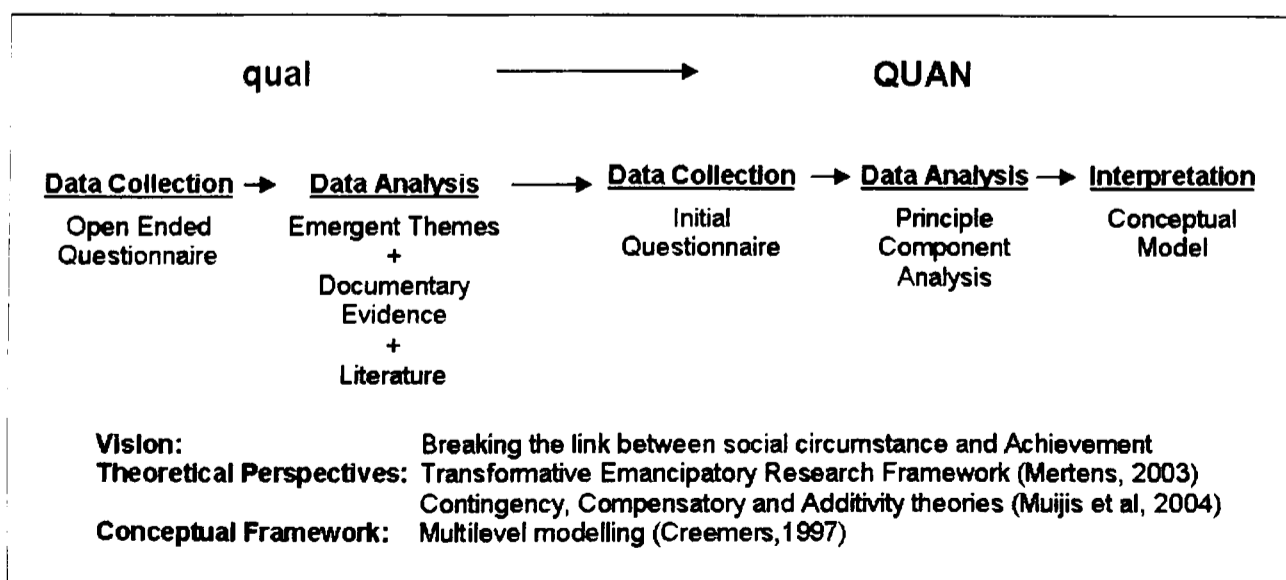 qual → QUAN
Data Collection → Data Analysis → Data Collection → Data Analysis → Interpretation
Open Ended
Questionnaire
Emergent Themes
+
Documentary
Evidence
+
Literature
Initial
Questionnaire
Principle
Component
Analysis
Conceptual
Model
Vision: Breaking the link between social circumstance and Achievement
Theoretical Perspectives: Transformative Emancipatory Research Framework (Mertens, 2003)
Contingency, Compensatory and Additivity theories (Muijis et al, 2004)
Conceptual Framework: Multilevel modelling (Creemers,1997)